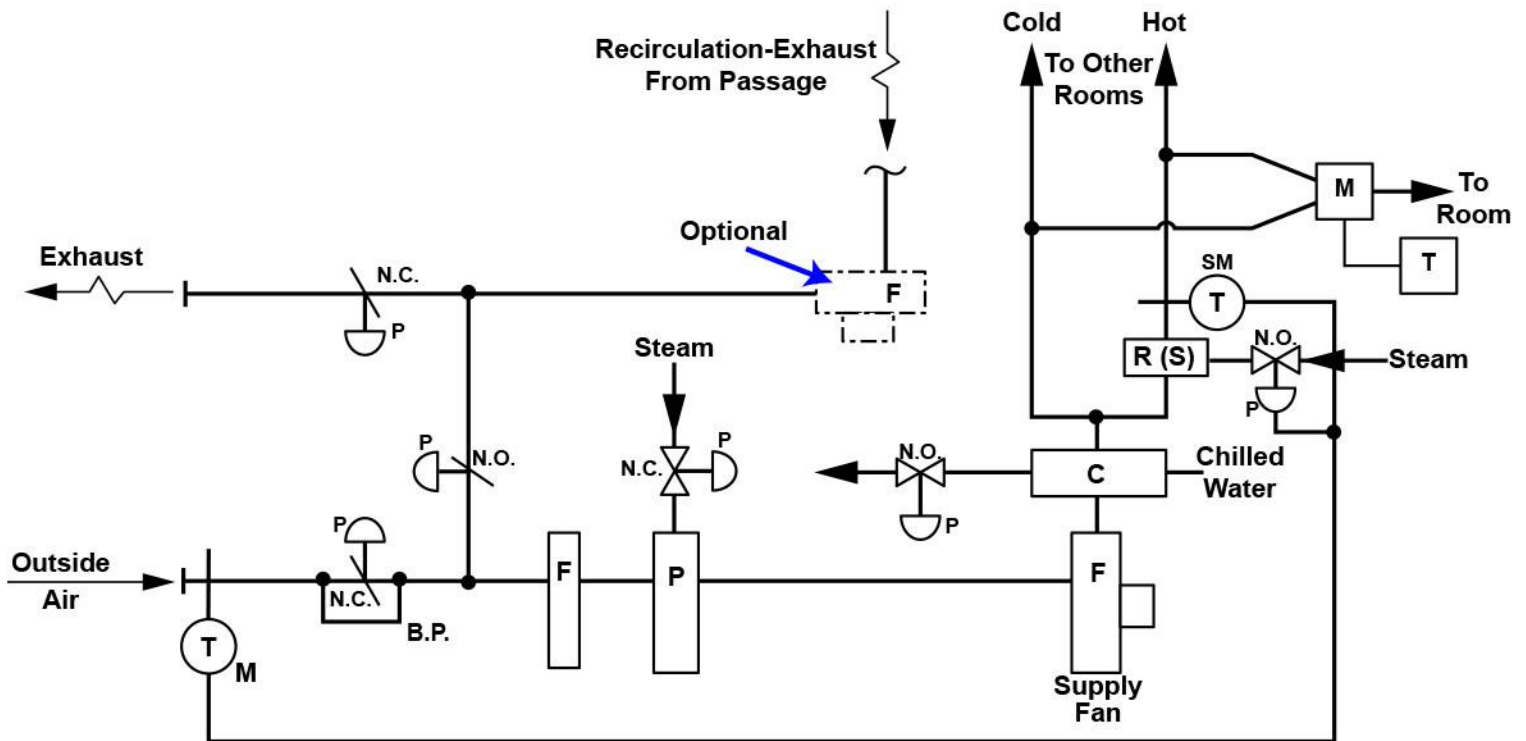 Cold
Hot
Recirculation-Exhaust
From Passage
To Other
Rooms
M
To
Room
Optional
T
Exhaust
N.C.
F
SM
T
P
Steam
R (S)
N.O.
Steam
P
P
N.O.
P
N.C.
N.O.
C
Chilled
Water
P
P
Outside
Air
N.C.
F
P
F
B.P.
T
M
Supply
Fan